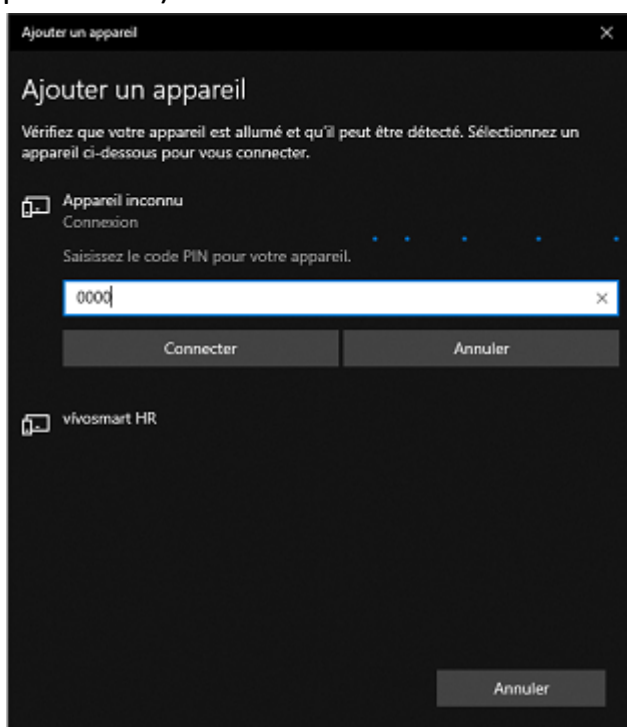 Ajouter un appareil
Ajouter un appareil
Vérifiez que votre appareil est allumé et qu'il peut être détecté. Sélectionnez un
appareil ci-dessous pour vous connecter.
Appareil inconnu
Connexion
Saisissez le code PIN pour votre appareil.
0000
Connecter Annuler
vívosmart HR
Annuler